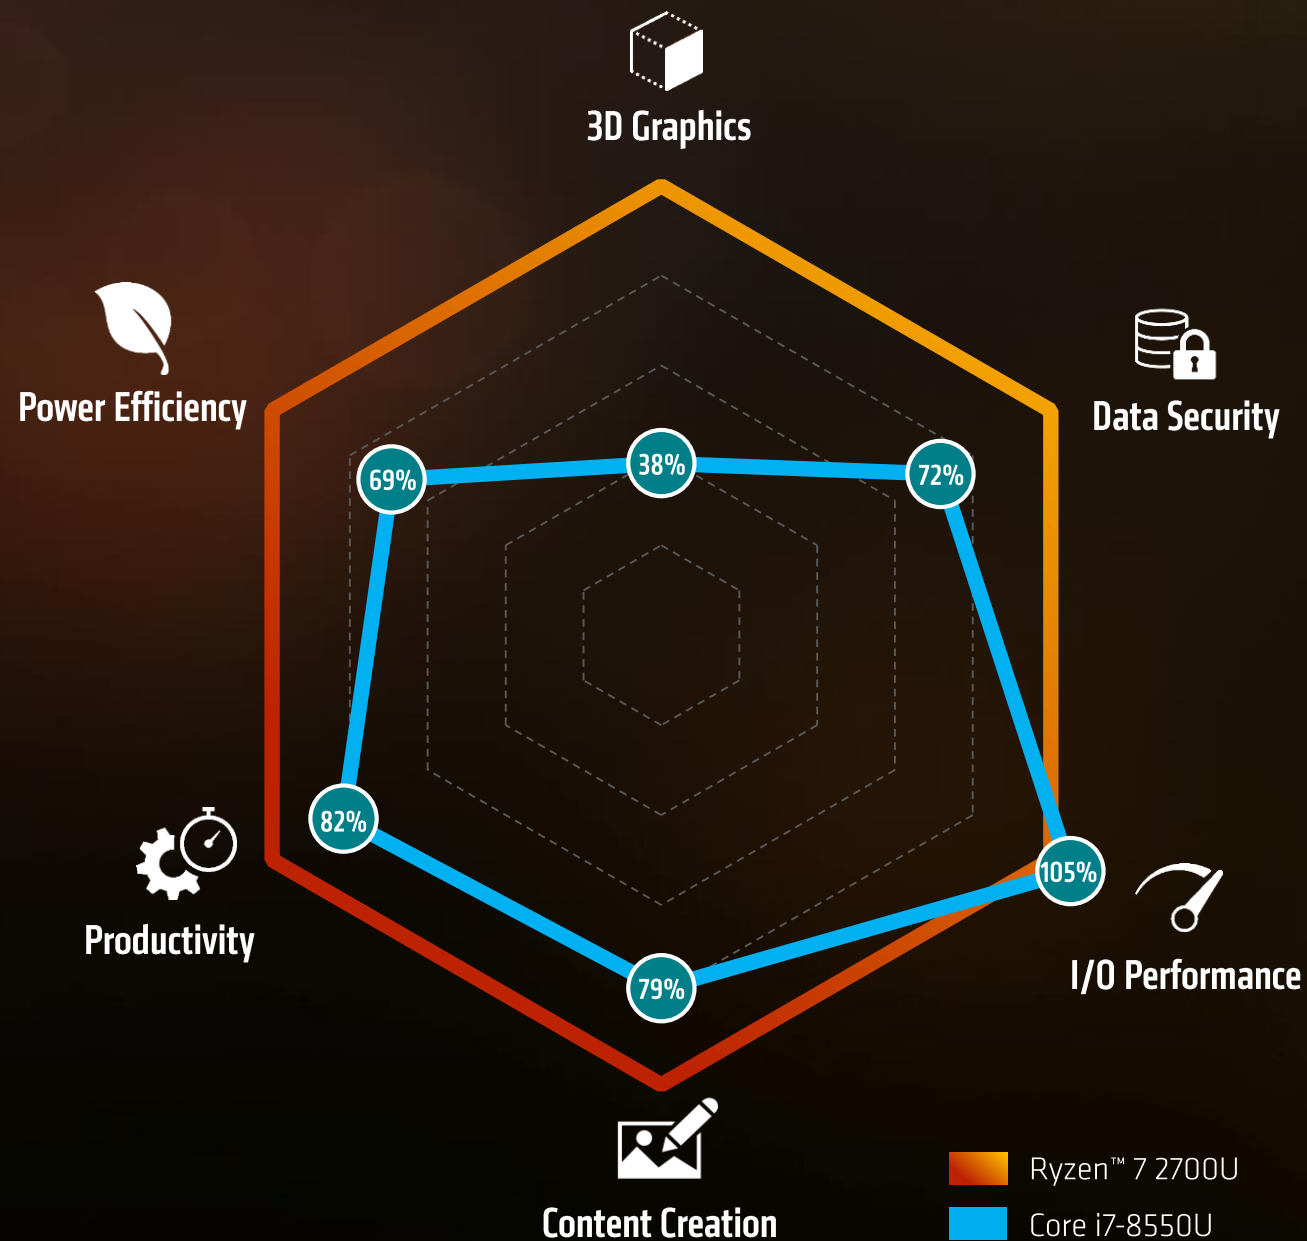 3D Graphics
Power Efficiency
Data Security
38%
69%
72%
82%
105%
Productivity
I/O Performance
79%
Content Creation
Ryzen™ 7 2700U
Core i7-8550U